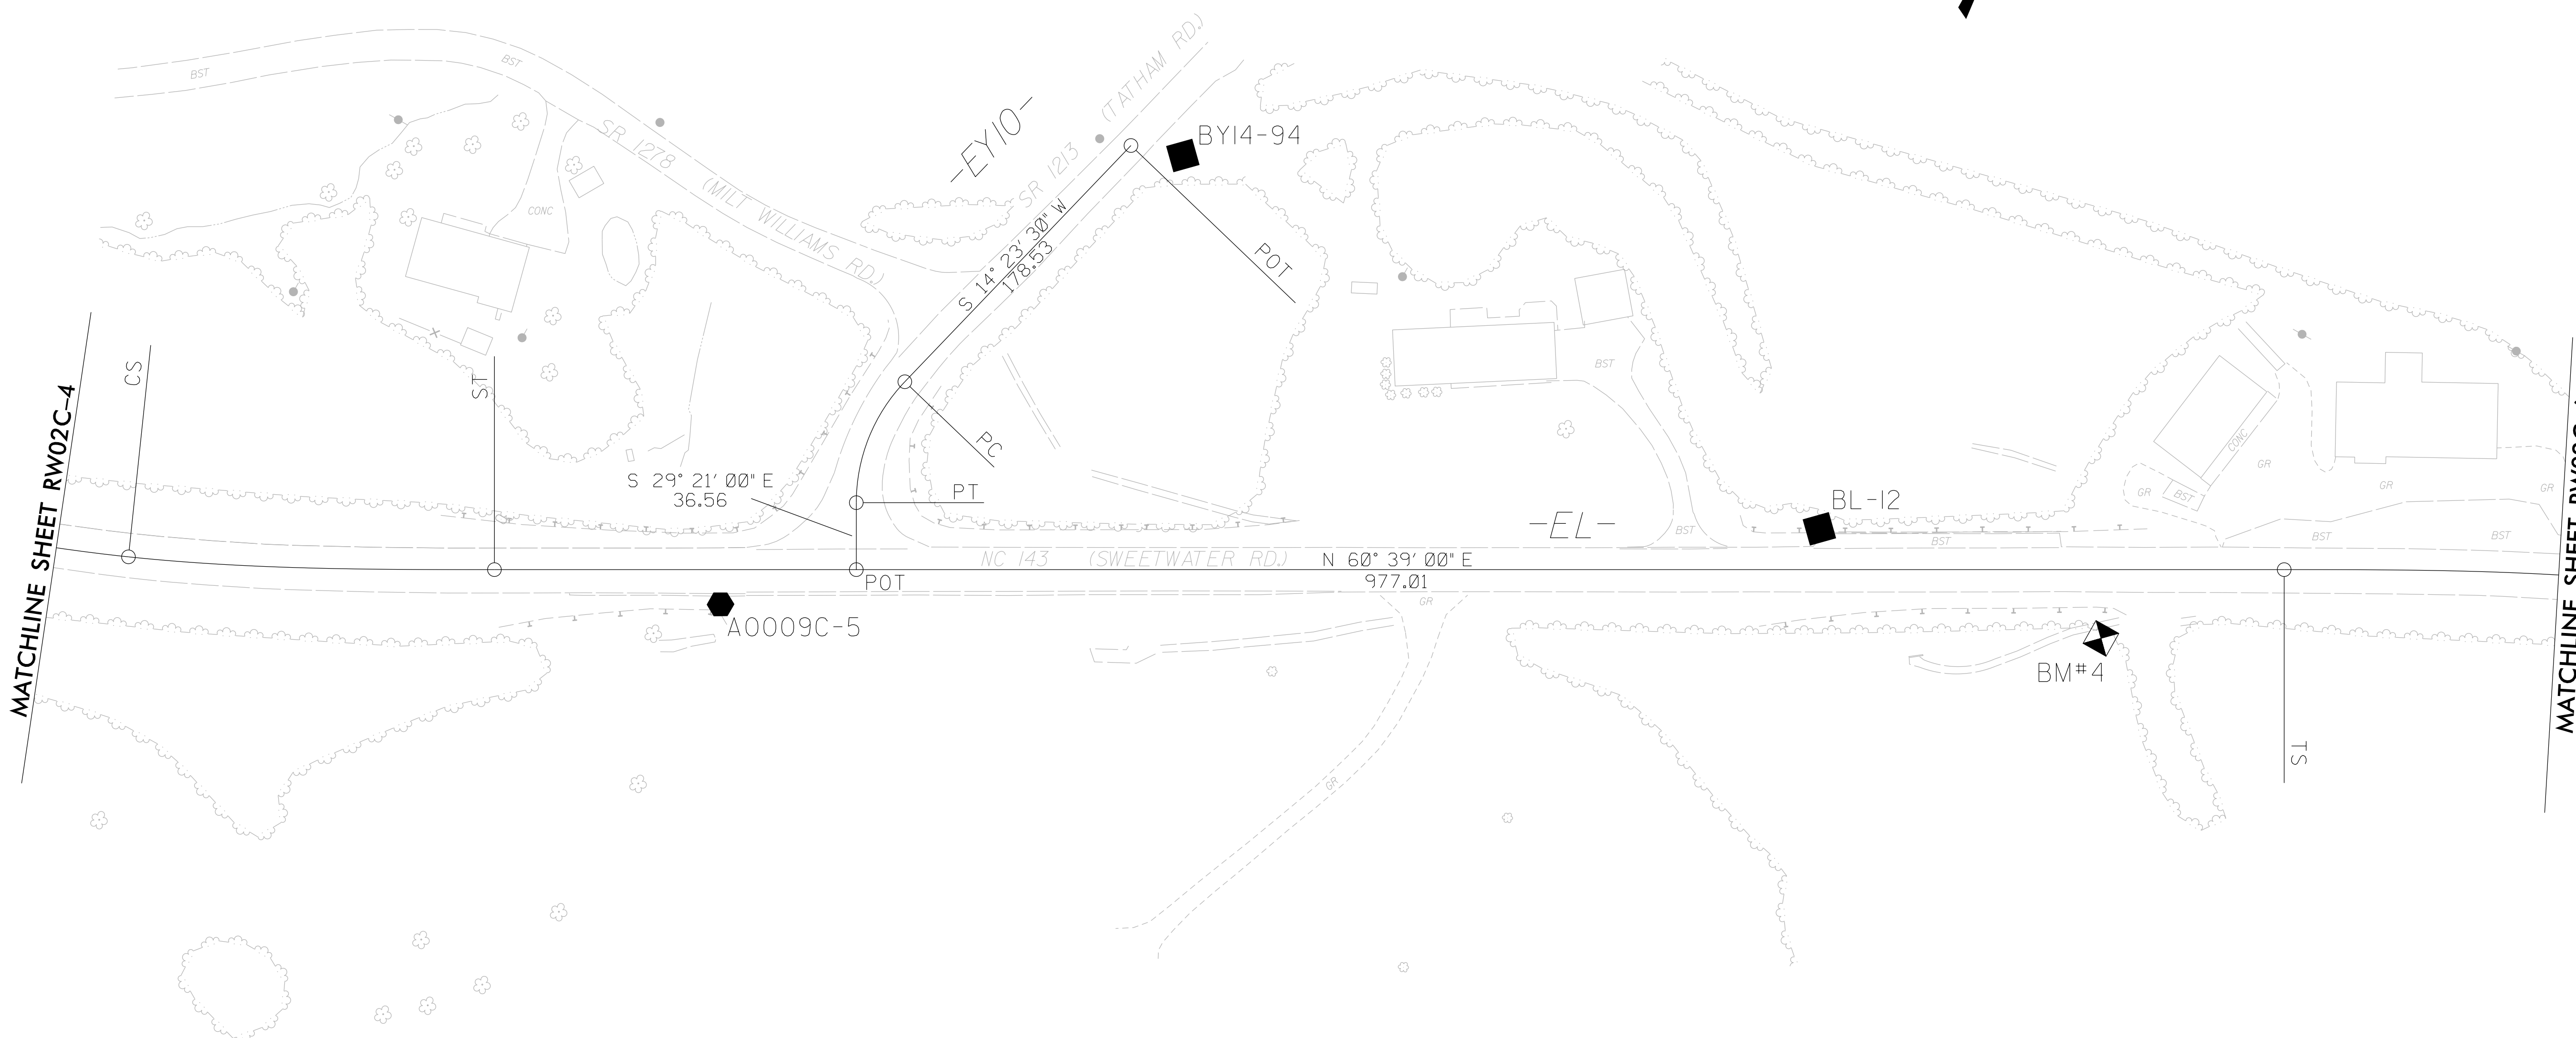 BST
BST
(TATHAM RD.)
-EY10-
BY14-94
SR 1278
(MILT WILLIAMS RD.)
SR 1213
CONC
S 14° 23' 30" W
178.53
POT
MATCHLINE SHEET RW02C-4
CS
ST
PC
BST
S 29° 21' 00" E
36.56
PT
CONC
GR
GR
GR
BST
GR
BL-12
-EL-
BST
BST
BST
BST
NC 143
(SWEETWATER RD.)
N 60° 39' 00" E
977.01
POT
GR
A0009C-5
BM#4
TS
GR
MATCHLINE SHEET